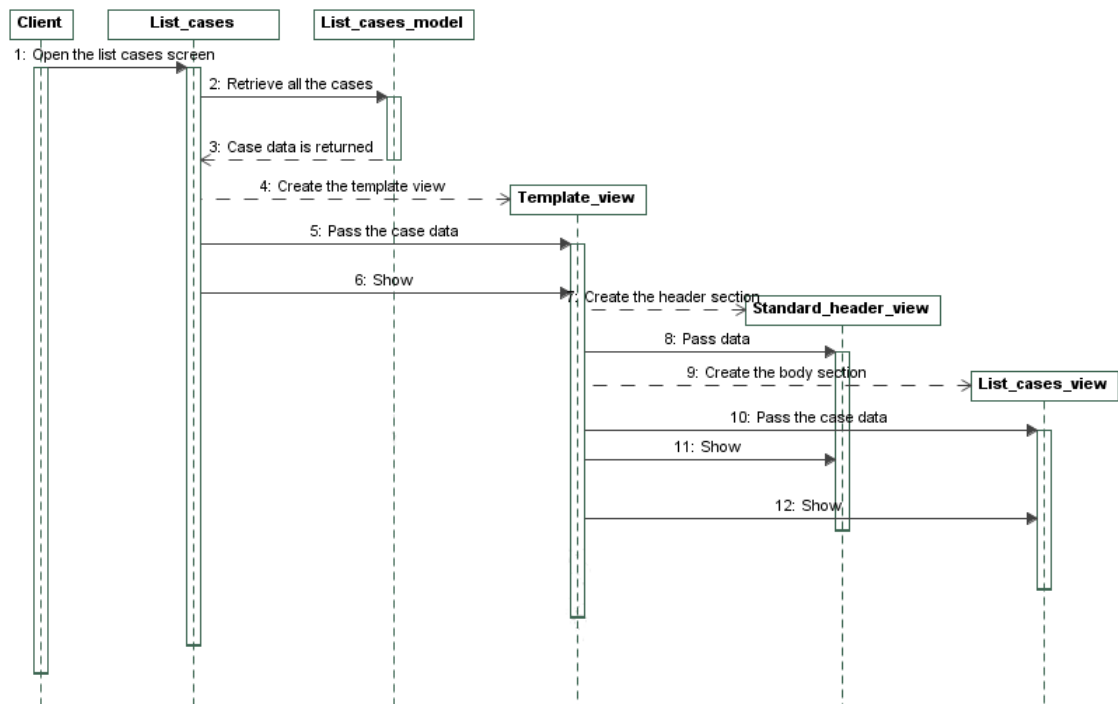 Client
List_cases
List_cases_model
1: Open the list cases screen
2: Retrieve all the cases
3: Case data is returned
4: Create the template view
Template_view
5: Pass the case data
6: Show
7: Create the header section
Standard_header_view
8: Pass data
9: Create the body section
List_cases_view
10: Pass the case data
11: Show
12: Show